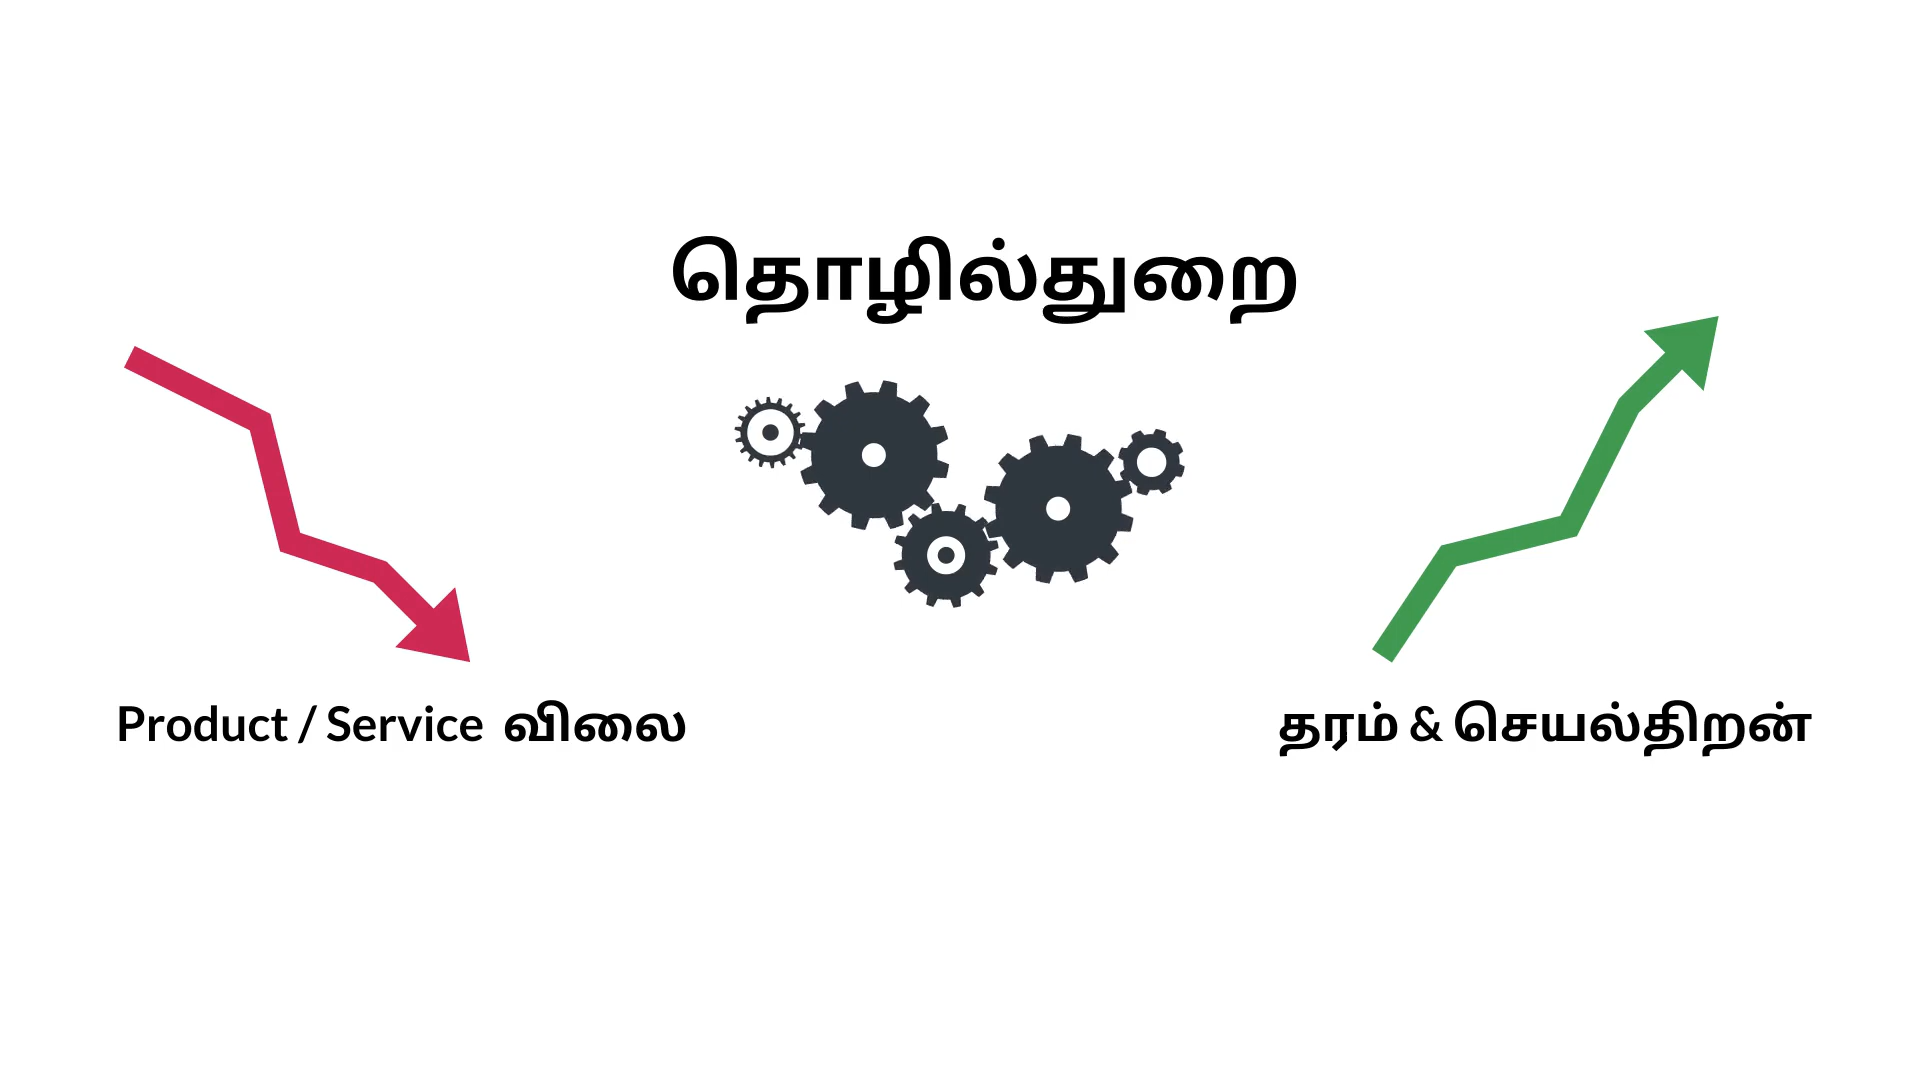 தொழில்துறை
Product / Service விலை
தரம் & செயல்திறன்